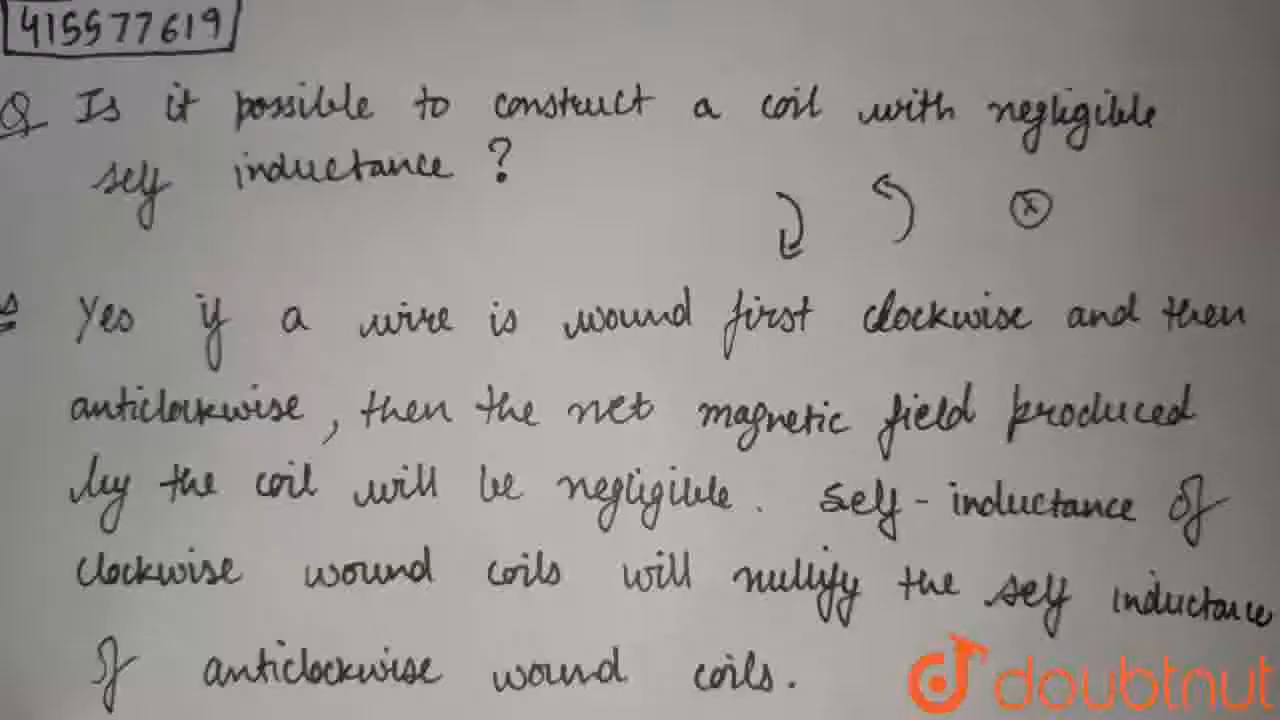 415577619
Q Is it possible to construct a coil with negligible
self inductance ?
Yes if a wire is wound first clockwise and then
anticlockwise, then the net magnetic field produced
by the coil will be negligible. Self-inductance of
clockwise wound coils will nullify the self inductance
of anticlockwise wound coils.
doubtnut